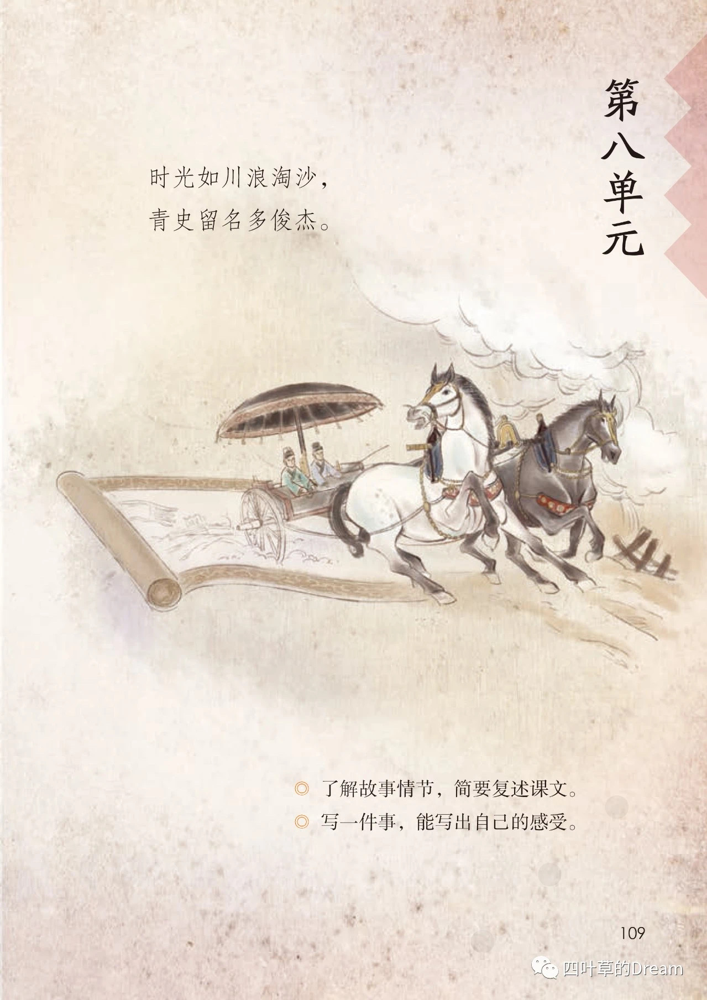 第八单元
时光如川浪淘沙，
青史留名多俊杰。
◎ 了解故事情节，简要复述课文。
◎ 写一件事，能写出自己的感受。
109
四叶草的Dream